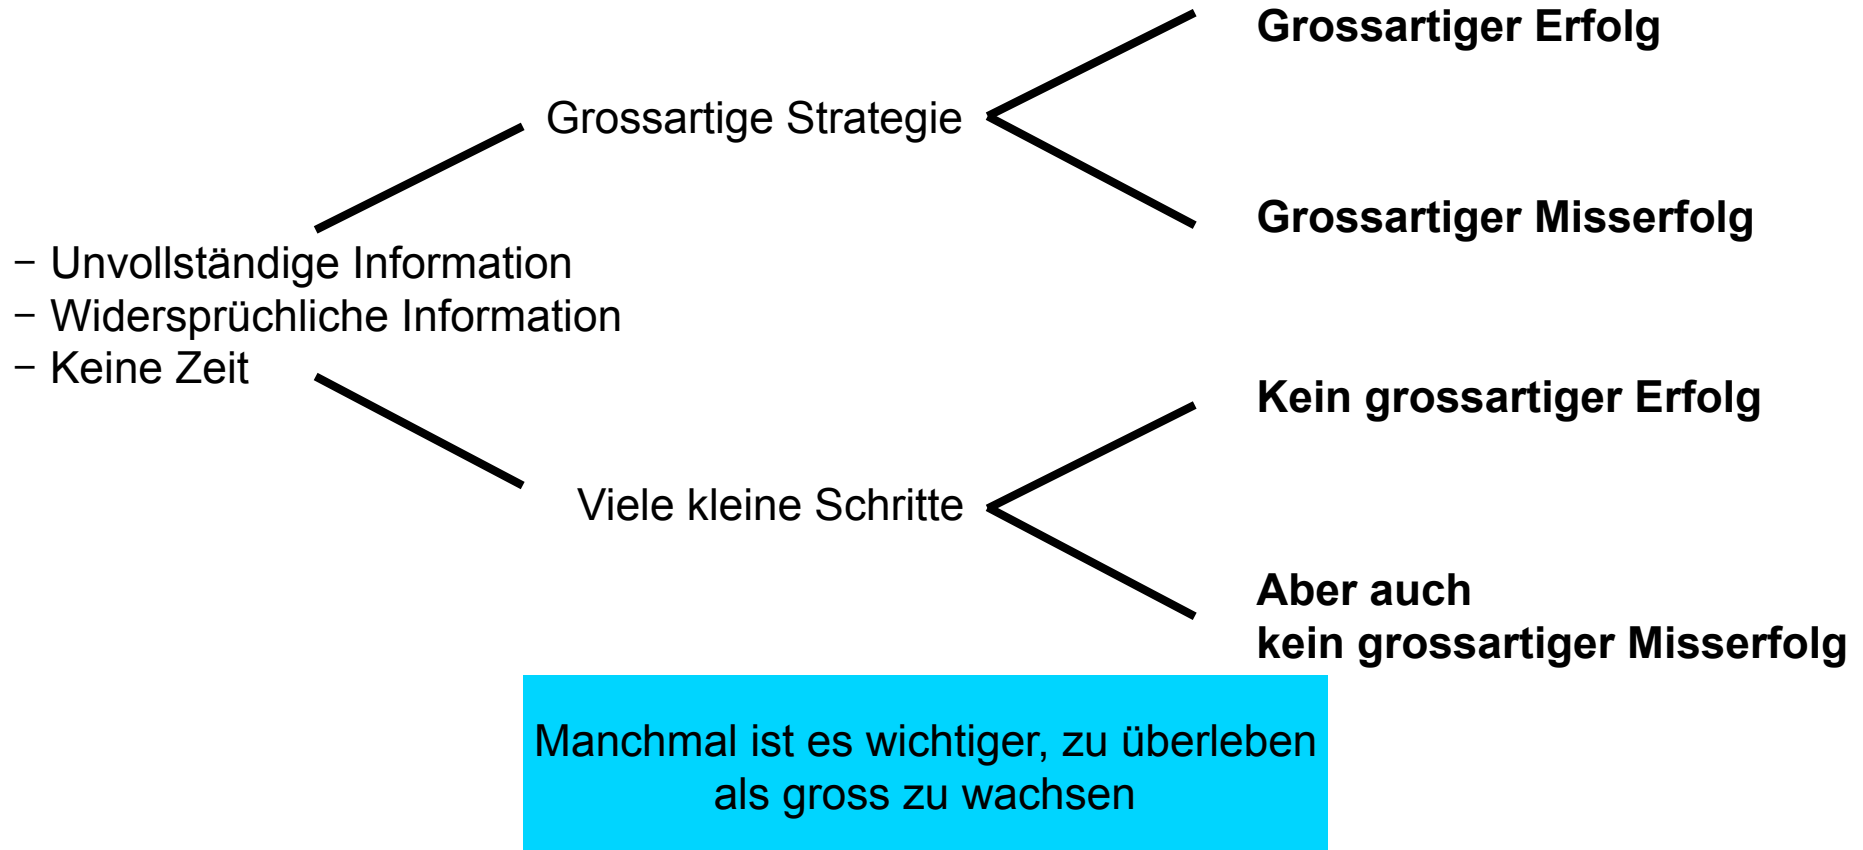 Grossartiger Erfolg
Grossartige Strategie
Grossartiger Misserfolg
– Unvollständige Information
– Widersprüchliche Information
– Keine Zeit
Kein grossartiger Erfolg
Viele kleine Schritte
Aber auch
kein grossartiger Misserfolg
Manchmal ist es wichtiger, zu überleben
als gross zu wachsen